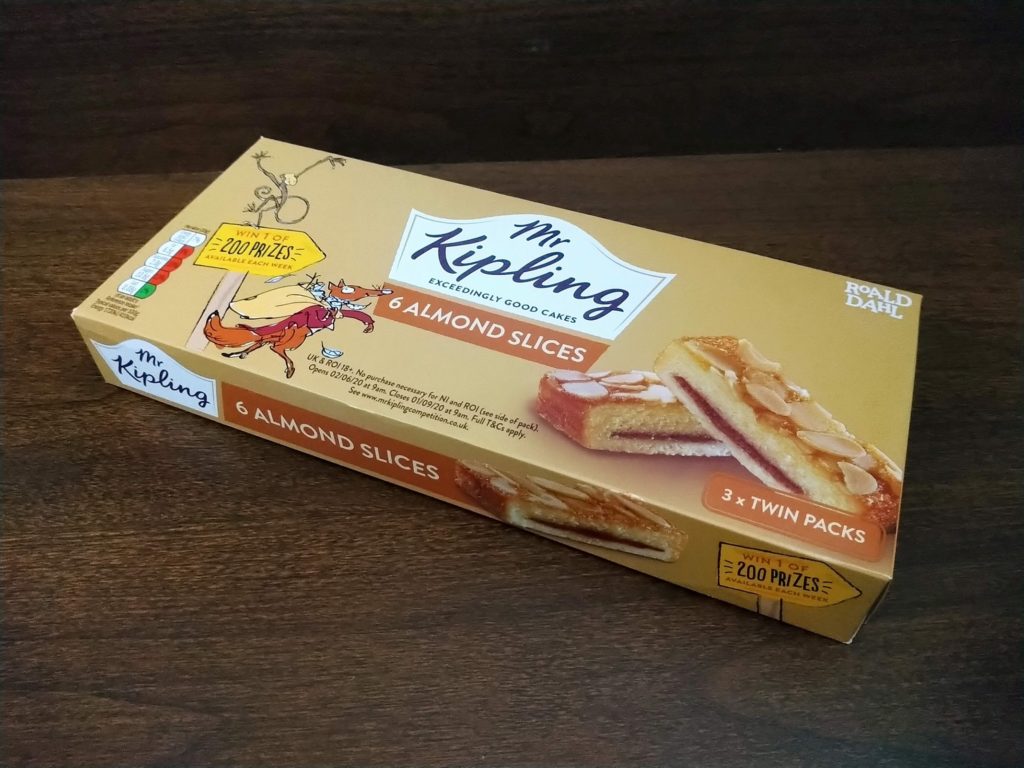 WIN 1 OF
200 PRIZES
AVAILABLE EACH WEEK
Mr
Kipling
EXCEEDINGLY GOOD CAKES
6 ALMOND SLICES
ROALD
DAHL
UK & ROI 18+. No purchase necessary for NI and ROI (see side of pack).
Opens 02/06/20 at 9am. Closes 01/09/20 at 9am. Full T&Cs apply.
See www.mrkiplingcompetition.co.uk.
3 x TWIN PACKS
Mr
Kipling
6 ALMOND SLICES
WIN 1 OF
200 PRIZES
AVAILABLE EACH WEEK